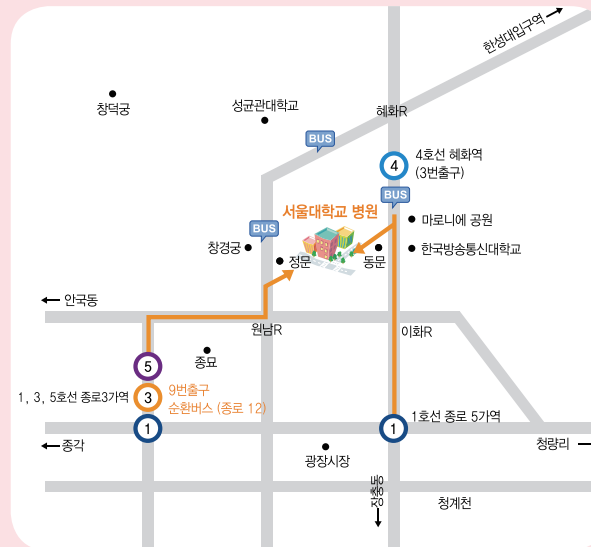 한성대입구역
창덕궁
성균관대학교
혜화R
BUS
4
4호선 혜화역
(3번출구)
BUS
서울대학교 병원
마로니에 공원
BUS
창경궁
정문
동문
한국방송통신대학교
안국동
원남R
이화R
종묘
5
1, 3, 5호선 종로3가역
3
9번출구
순환버스 (종로 12)
1
1
1호선 종로 5가역
종각
광장시장
청량리
장충동
청계천